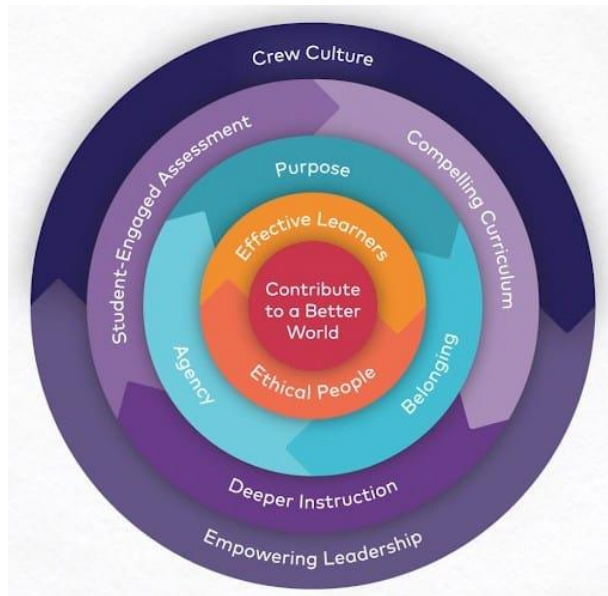 Crew Culture
Student-Engaged Assessment
Compelling Curriculum
Purpose
Effective Learners
Contribute
to a Better
World
Ethical People
Agency
Belonging
Deeper Instruction
Empowering Leadership